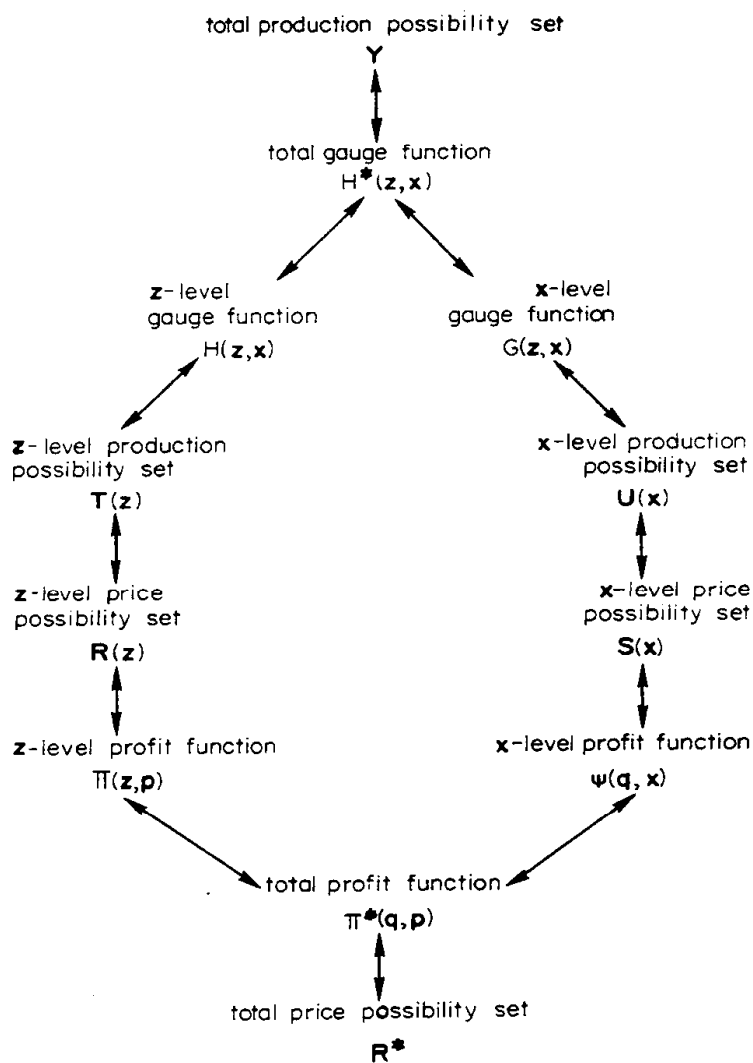 total production possibility set
Y
total gauge function
H*(z,x)
z-level
gauge function
H(z,x)
x-level
gauge function
G(z,x)
z-level production
possibility set
T(z)
x-level production
possibility set
U(x)
z-level price
possibility set
R(z)
x-level price
possibility set
S(x)
z-level profit function
Π(z,p)
x-level profit function
ψ(q,x)
total profit function
Π*(q,p)
total price possibility set
R*